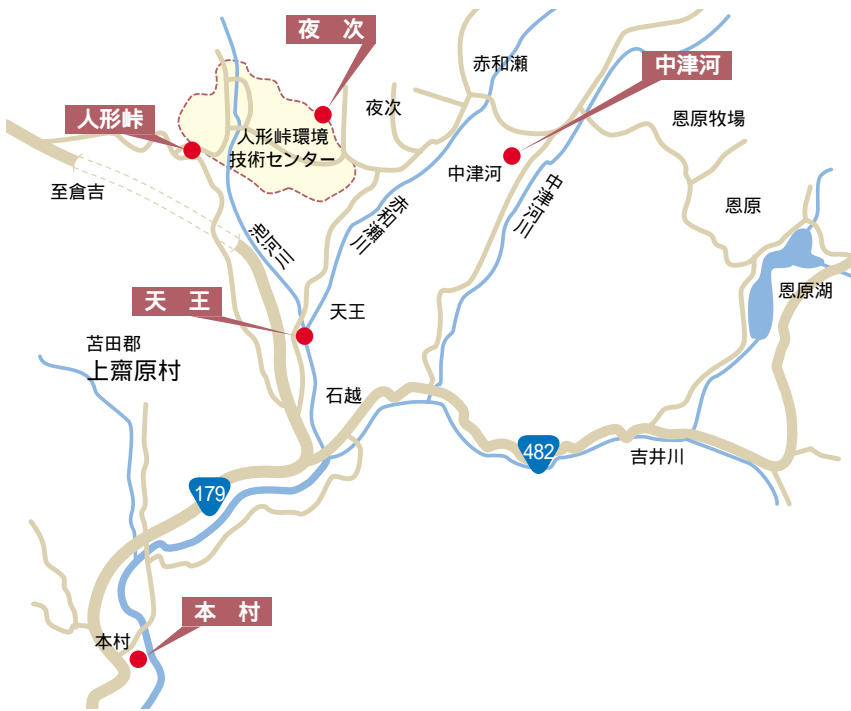 夜 次
赤和瀬
中津河
人形峠
夜次
恩原牧場
人形峠環境
技術センター
中津河
至倉吉
中津河川
赤和瀬川
恩原
池河川
恩原湖
天 王
天王
苫田郡
上齋原村
石越
482
吉井川
179
本 村
本村